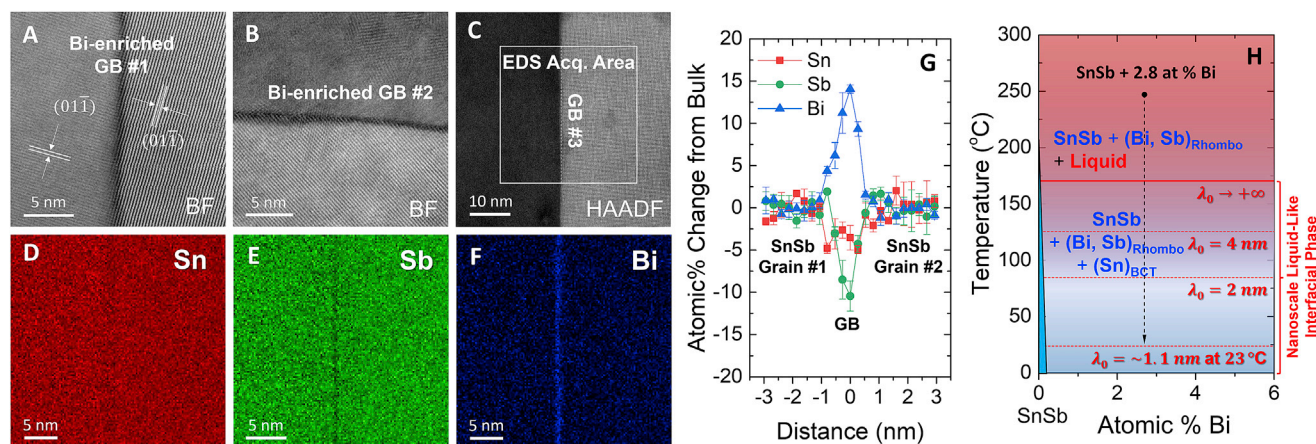 A
Bi-enriched
GB #1
(011̄)
(011̄)
5 nm
BF
B
Bi-enriched GB #2
5 nm
BF
C
EDS Acq. Area
GB #3
10 nm
HAADF
D
Sn
5 nm
E
Sb
5 nm
F
Bi
5 nm
Atomic% Change from Bulk
20
15
10
5
0
-5
-10
-15
-20
Sn
Sb
Bi
G
SnSb
Grain #1
SnSb
Grain #2
GB
-3 -2 -1 0 1 2 3
Distance (nm)
Temperature (°C)
300
250
200
150
100
50
0
H
SnSb + 2.8 at % Bi
SnSb + (Bi, Sb)Rhombo
+ Liquid
λ0 → +∞
SnSb
+ (Bi, Sb)Rhombo
+ (Sn)BCT
λ0 = 4 nm
λ0 = 2 nm
λ0 = ~1.1 nm at 23 °C
0 2 4 6
SnSb
Atomic % Bi
Nanoscale Liquid-Like
Interfacial Phase